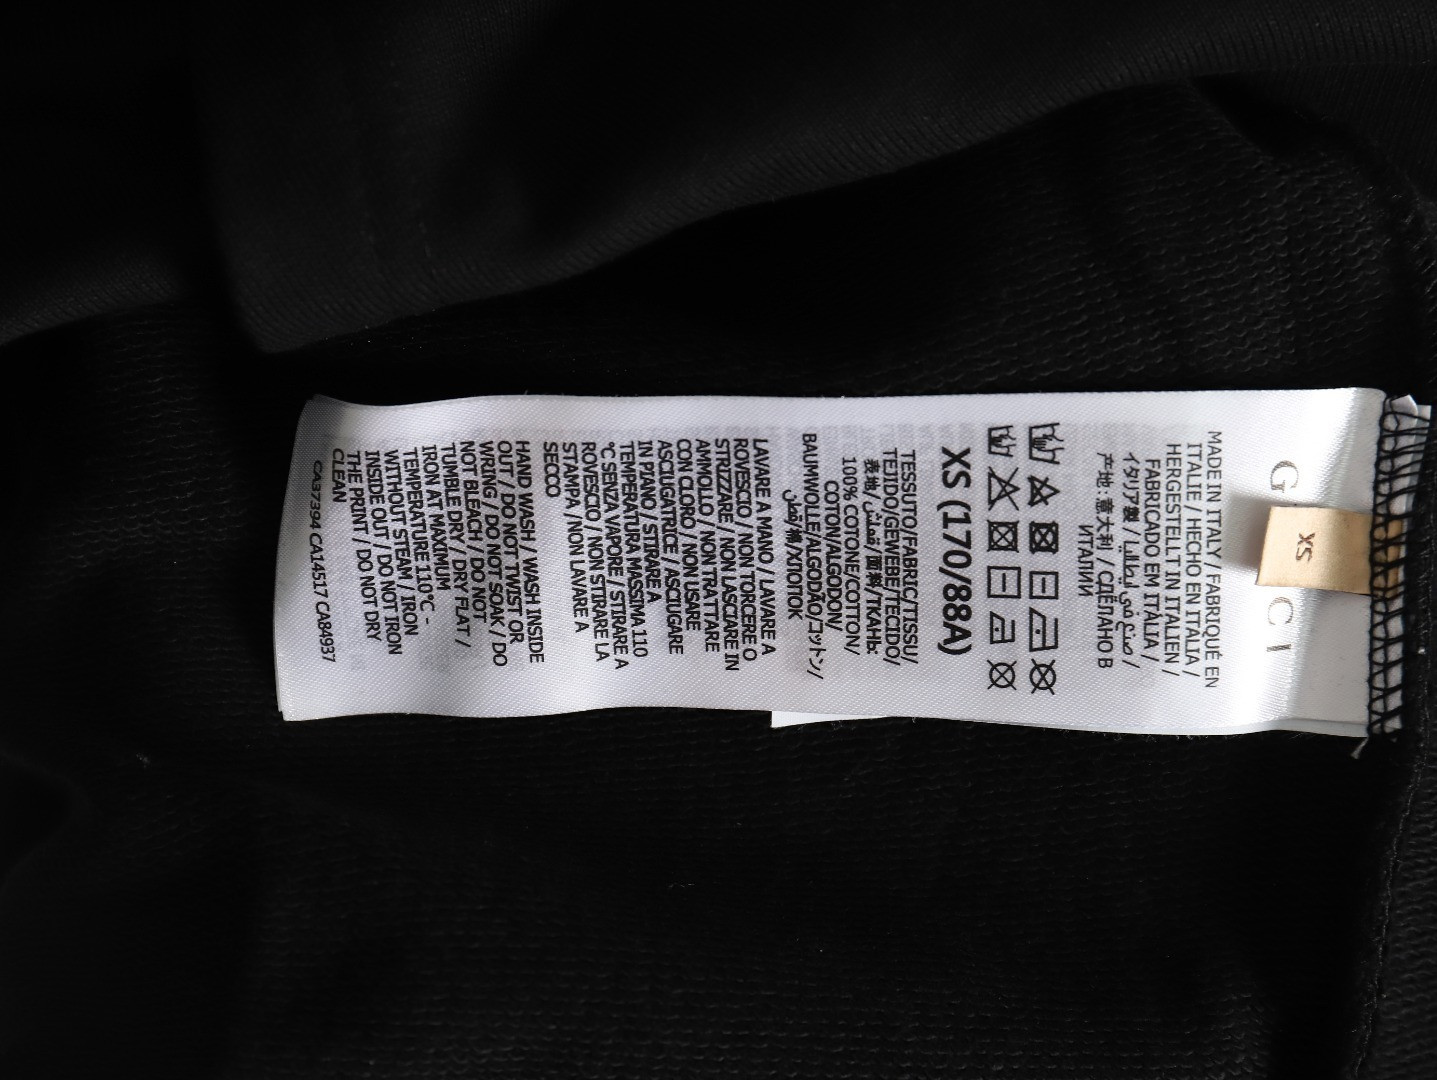 G CI
XS
MADE IN ITALY / FABRIQUÉ EN
ITALIE / HECHO EN ITALIA /
HERGESTELLT IN ITALIEN /
FABRICADO EM ITÁLIA /
イタリア製 / صنع في إيطاليا /
产地:意大利 / СДЕЛАНО В
ИТАЛИИ
XS (170/88A)
TESSUTO/FABRIC/TISSU/
TEJIDO/GEWEBE/TECIDO/
表地/قماش/面料/ТКАНЬ:
100% COTONE/COTTON/
COTON/ALGODON/
BAUMWOLLE/ALGODÃO/コットン/
قطن/棉/ХЛОПОК
LAVARE A MANO / LAVARE A
ROVESCIO / NON TORCERE O
STRIZZARE / NON LASCIARE IN
AMMOLLO / NON TRATTARE
CON CLORO / NON USARE
ASCIUGATRICE / ASCIUGARE
IN PIANO / STIRARE A
TEMPERATURA MASSIMA 110
°C SENZA VAPORE / STIRARE A
ROVESCIO / NON STIRARE LA
STAMPA / NON LAVARE A
SECCO
HAND WASH / WASH INSIDE
OUT / DO NOT TWIST OR
WRING / DO NOT SOAK / DO
NOT BLEACH / DO NOT
TUMBLE DRY / DRY FLAT /
IRON AT MAXIMUM
TEMPERATURE 110°C -
WITHOUT STEAM / IRON
INSIDE OUT / DO NOT IRON
THE PRINT / DO NOT DRY
CLEAN
CA37394 CA14517 CA84937